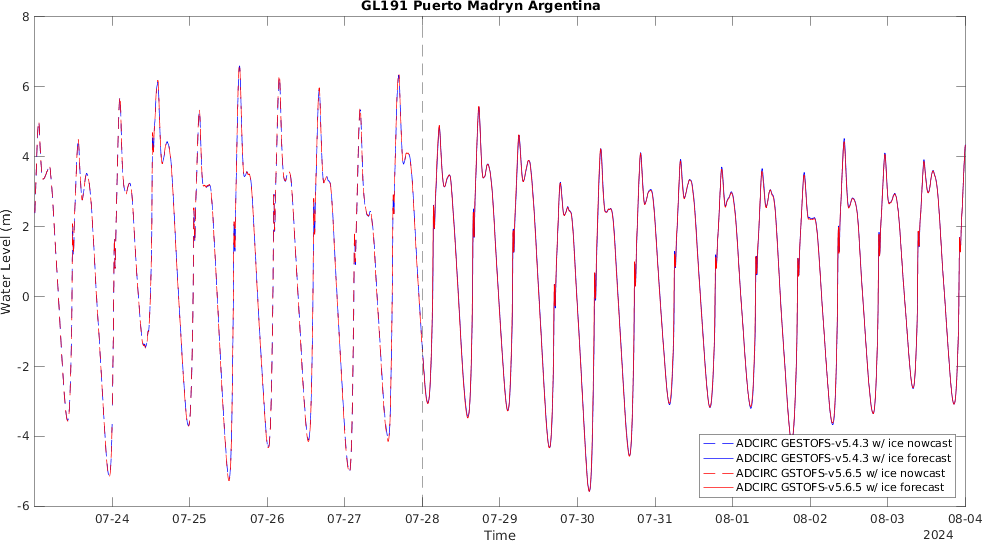 GL191 Puerto Madryn Argentina
8
6
4
2
0
-2
-4
-6
Water Level (m)
07-24 07-25 07-26 07-27 07-28 07-29 07-30 07-31 08-01 08-02 08-03 08-04
Time
2024
ADCIRC GESTOFS-v5.4.3 w/ ice nowcast
ADCIRC GESTOFS-v5.4.3 w/ ice forecast
ADCIRC GSTOFS-v5.6.5 w/ ice nowcast
ADCIRC GSTOFS-v5.6.5 w/ ice forecast